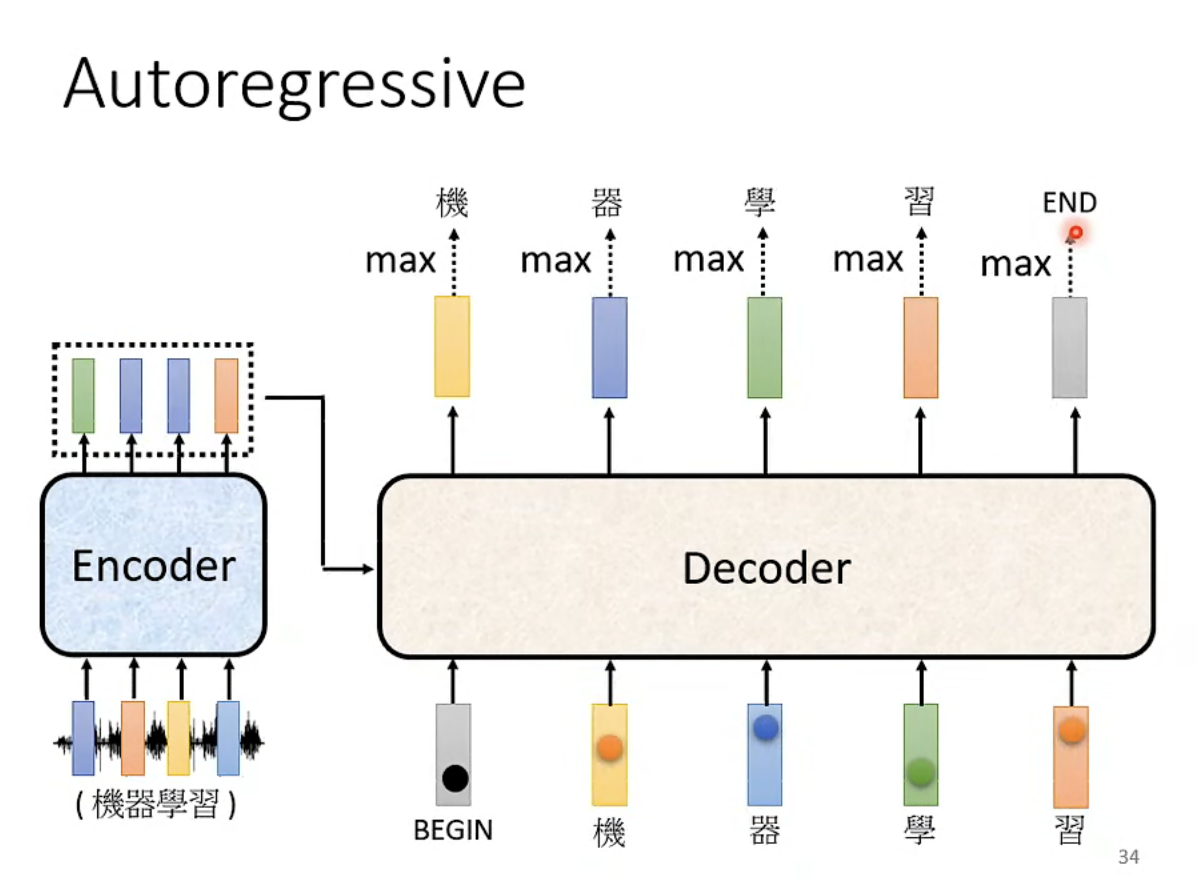 Autoregressive
機 器 學 習 END
max max max max max
Encoder
Decoder
(機器學習)
BEGIN 機 器 學 習
34